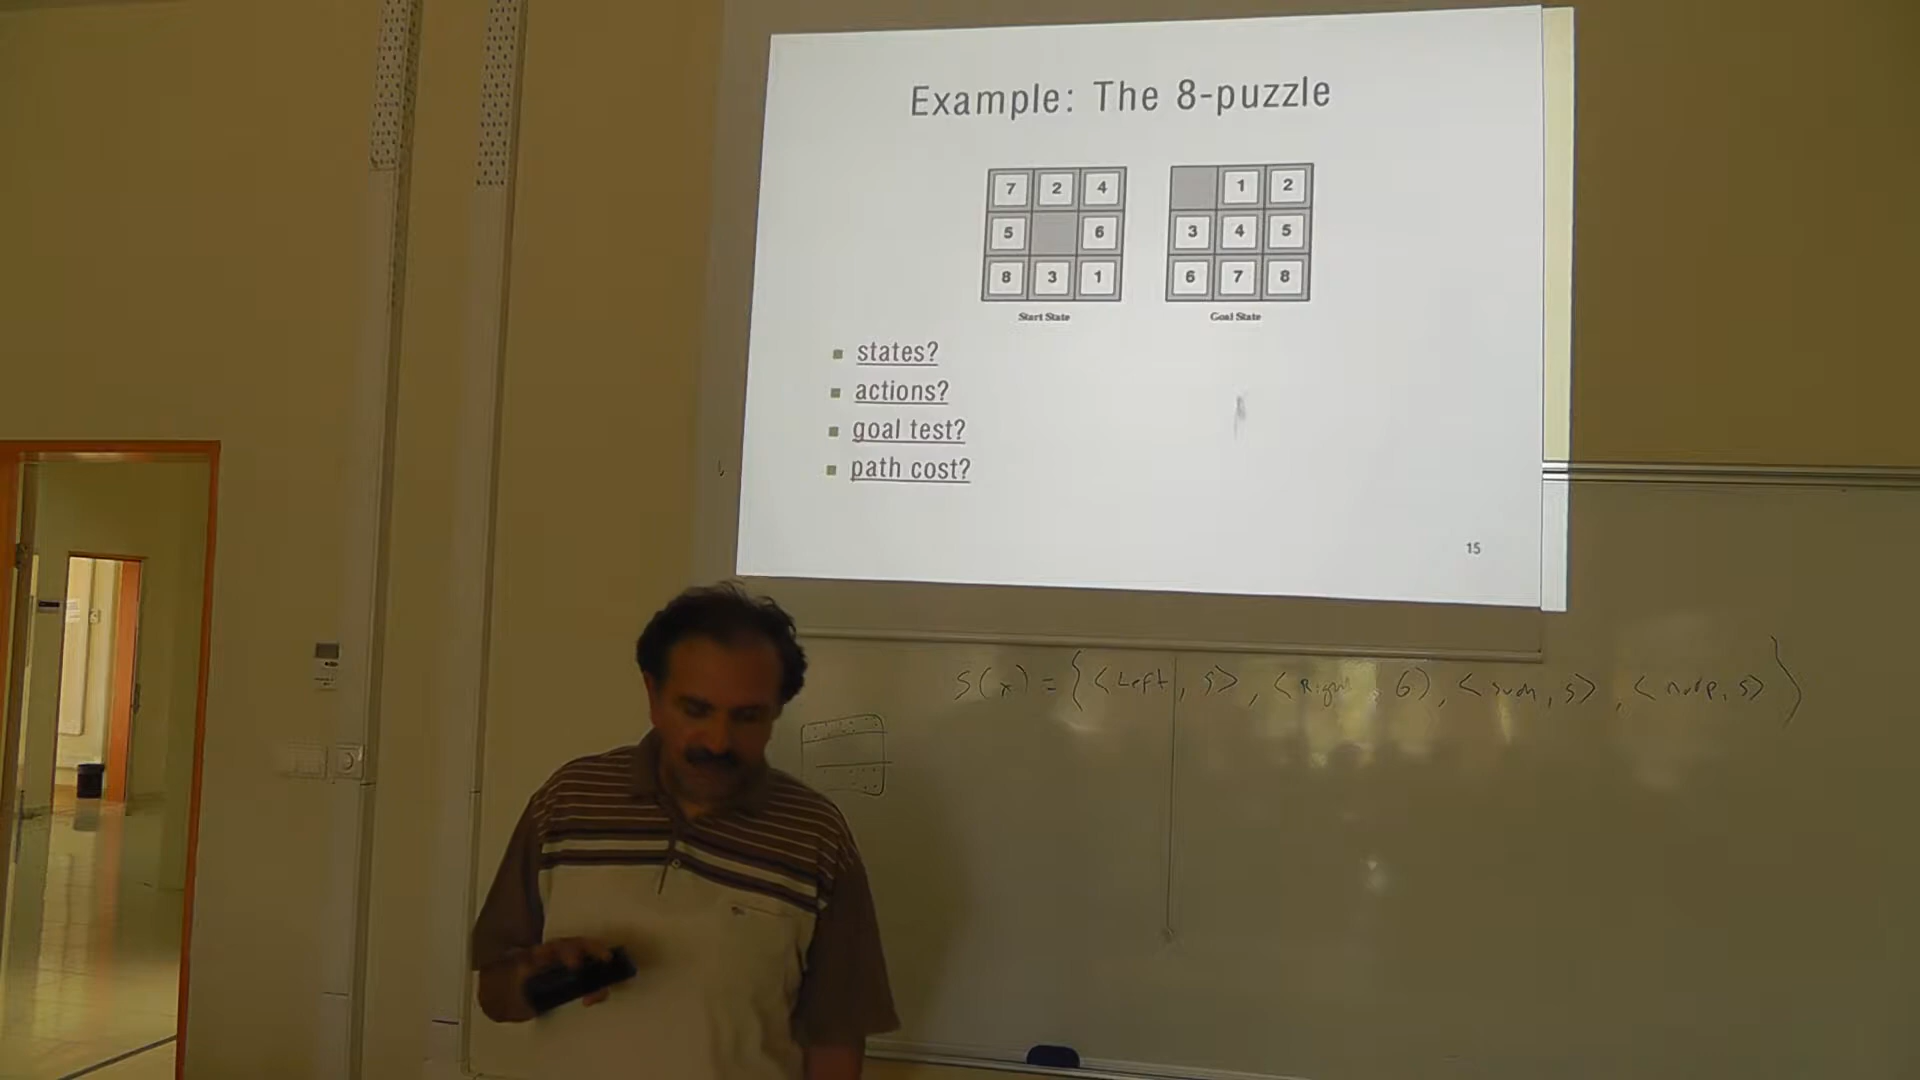 Example: The 8-puzzle
7 2 4
5 6
8 3 1
Start State
1 2
3 4 5
6 7 8
Goal State
states?
actions?
goal test?
path cost?
15
S(x) = {<Left, 5>, <Right, 6>, < , 5>, < , 5>}